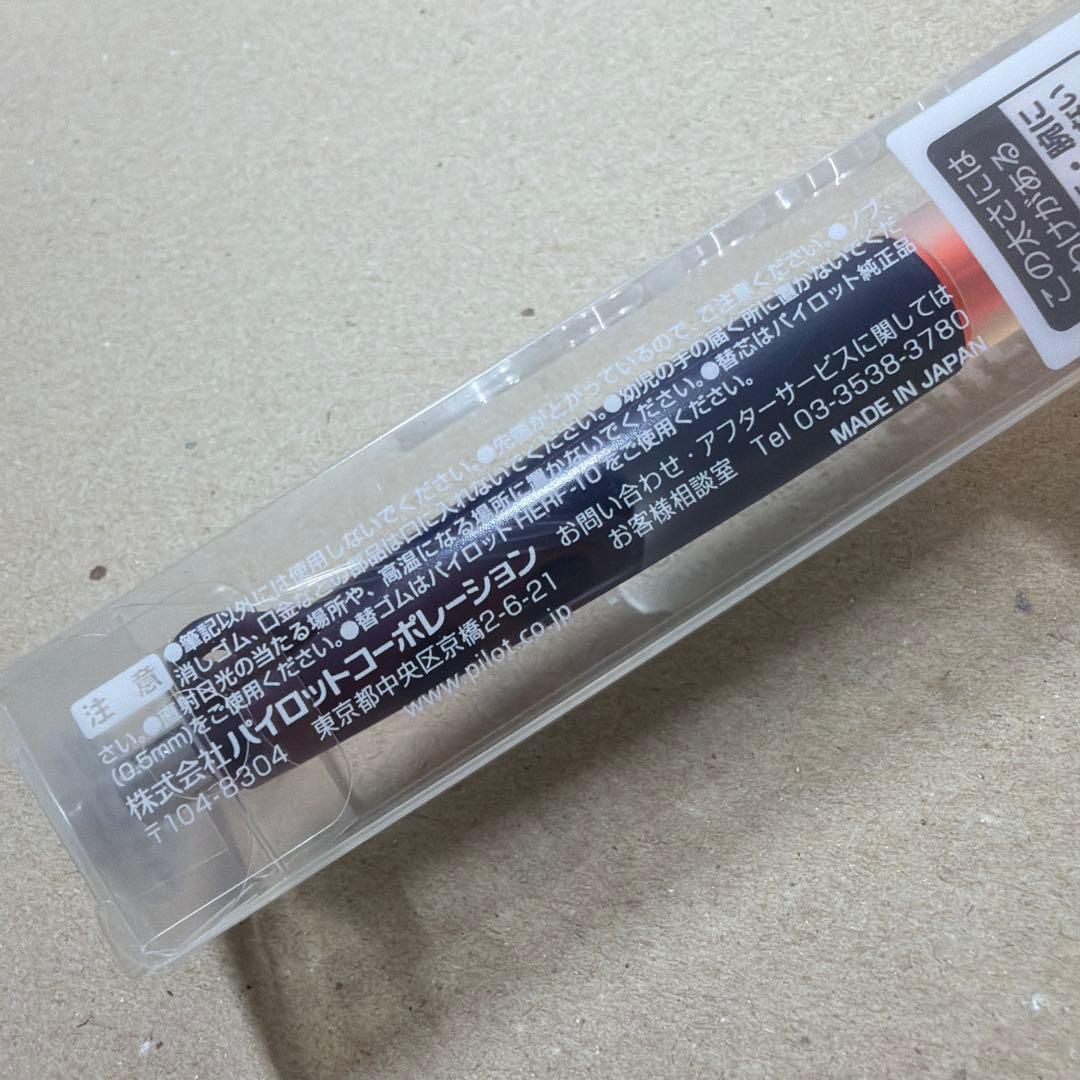 注意
●筆記以外には使用しないでください。●先端がとがっているので、ご注意ください。●ノブ、
消しゴム、口金などの部品は口に入れないでください。●幼児の手の届く所に置かないでくだ
さい。●直射日光の当たる場所や、高温になる場所に置かないでください。●替芯はパイロット純正品
(0.5mm)をご使用ください。●替ゴムはパイロットHERF-10をご使用ください。
株式会社パイロットコーポレーション
〒104-8304 東京都中央区京橋2-6-21
www.pilot.co.jp
お問い合わせ・アフターサービスに関しては
お客様相談室 Tel 03-3538-3780
MADE IN JAPAN
この太さには
わけがある
・腕に
ない